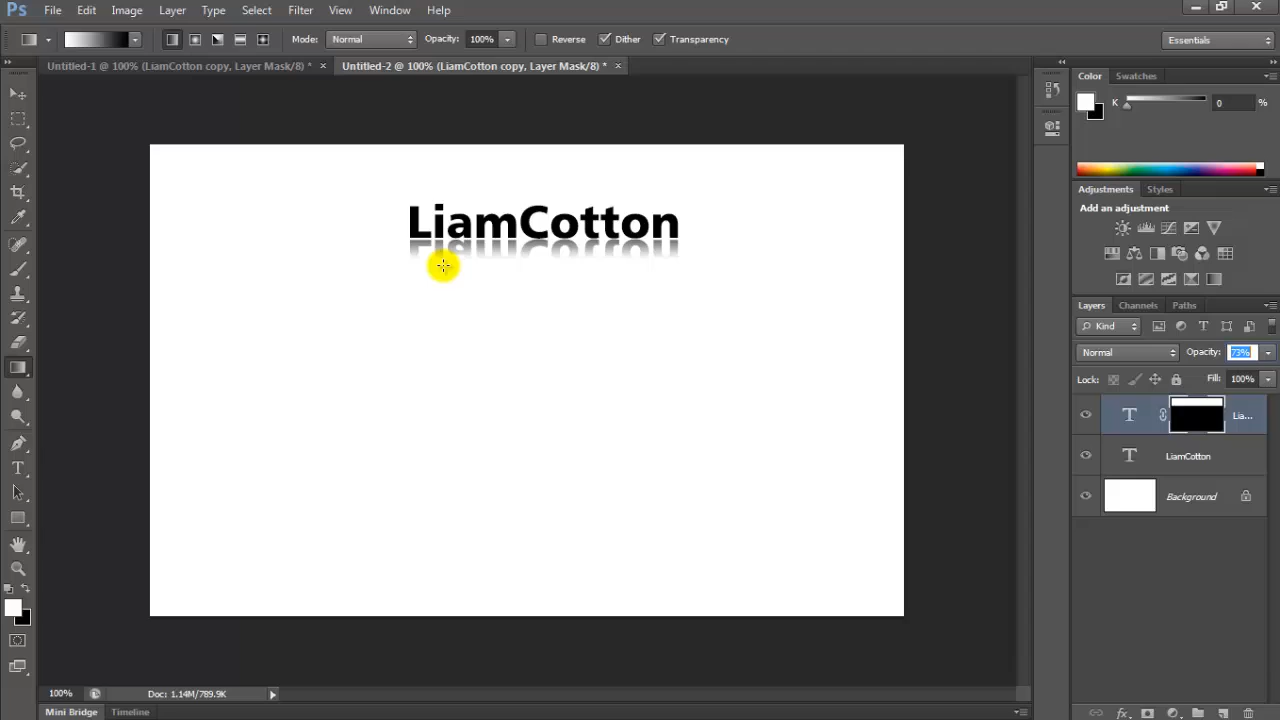 Ps File Edit Image Layer Type Select Filter View Window Help
Mode: Normal Opacity: 100% Reverse Dither Transparency Essentials
Untitled-1 @ 100% (LiamCotton copy, Layer Mask/8) * × Untitled-2 @ 100% (LiamCotton copy, Layer Mask/8) * ×
Color Swatches
K 0 %
Adjustments Styles
Add an adjustment
LiamCotton
Layers Channels Paths
Kind
Normal Opacity: 73%
Lock: Fill: 100%
T Lia...
T LiamCotton
Background
100% Doc: 1.14M/789.9K
Mini Bridge Timeline